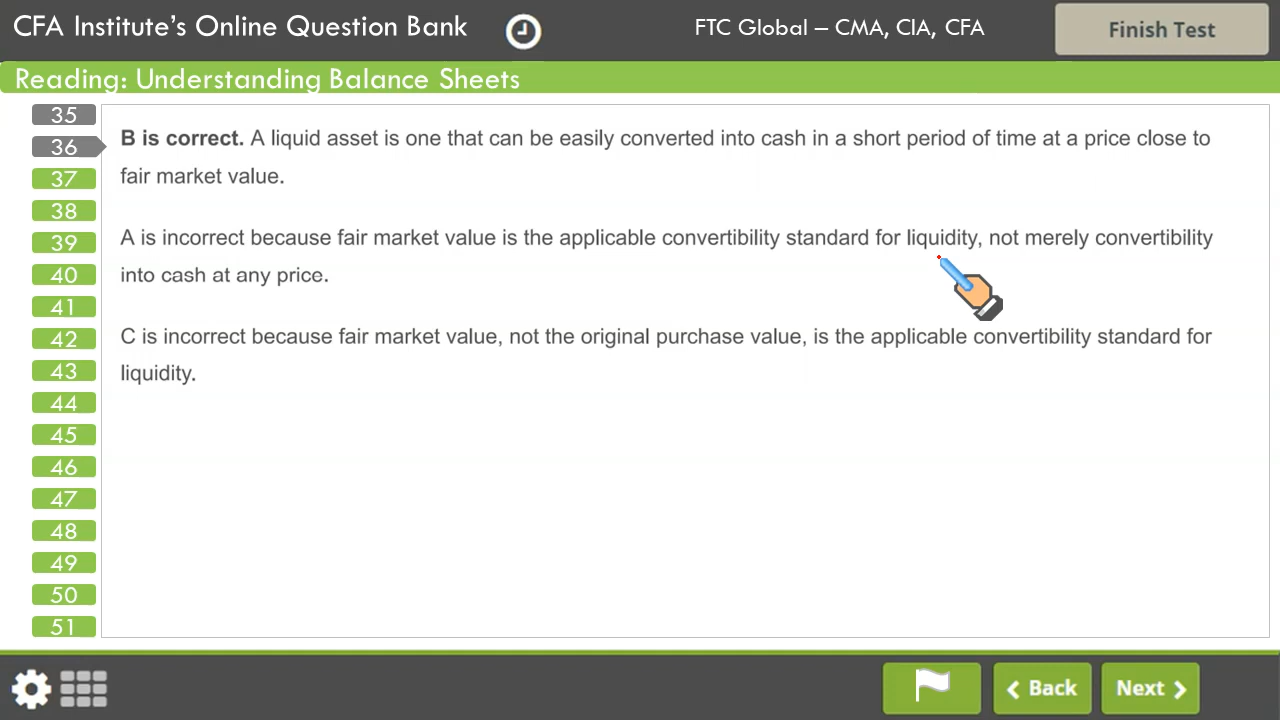 CFA Institute's Online Question Bank
FTC Global – CMA, CIA, CFA
Finish Test
Reading: Understanding Balance Sheets
35
36
37
38
39
40
41
42
43
44
45
46
47
48
49
50
51
B is correct. A liquid asset is one that can be easily converted into cash in a short period of time at a price close to
fair market value.
A is incorrect because fair market value is the applicable convertibility standard for liquidity, not merely convertibility
into cash at any price.
C is incorrect because fair market value, not the original purchase value, is the applicable convertibility standard for
liquidity.
Back
Next